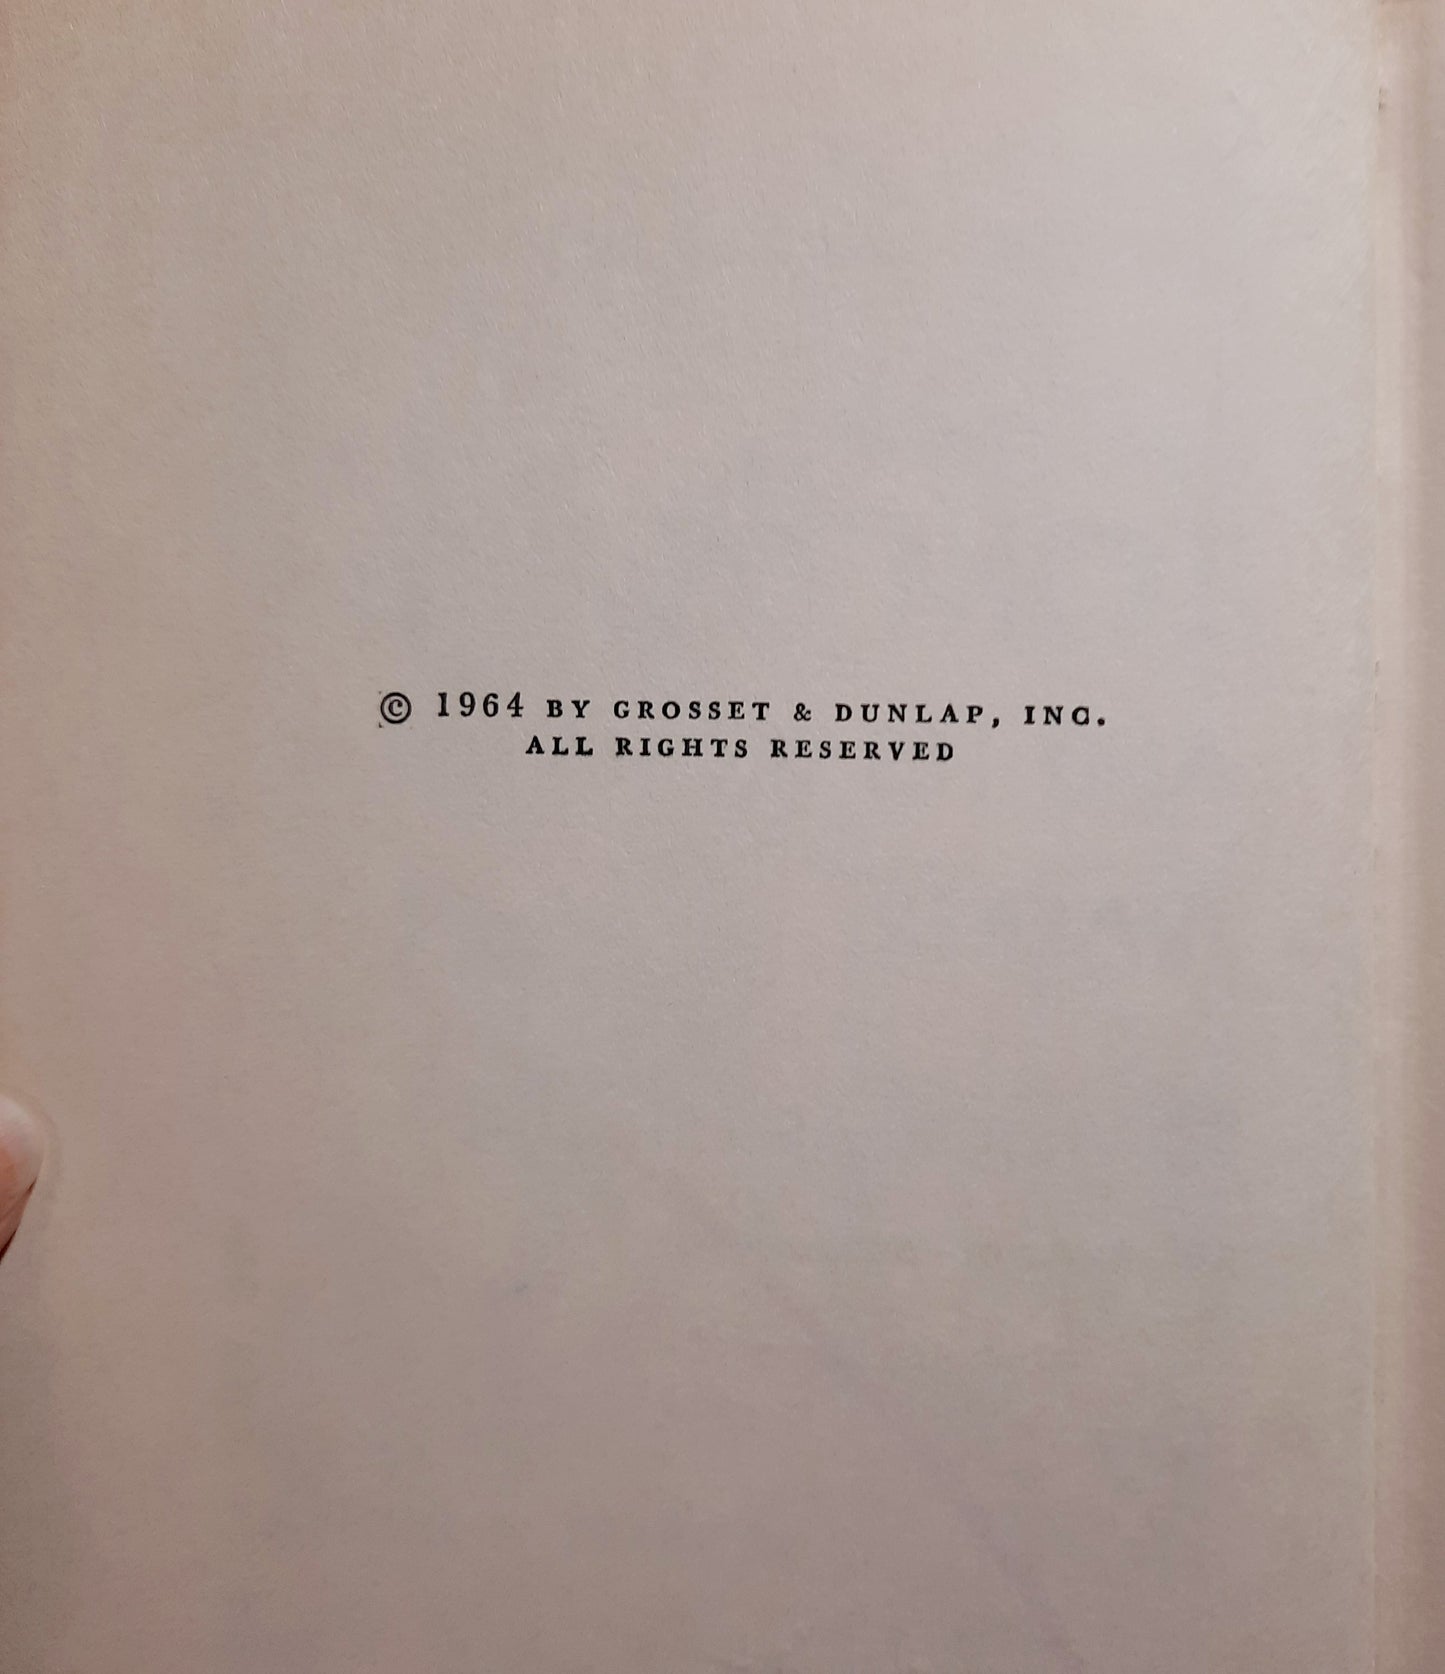 © 1964 BY GROSSET & DUNLAP, INC.
ALL RIGHTS RESERVED